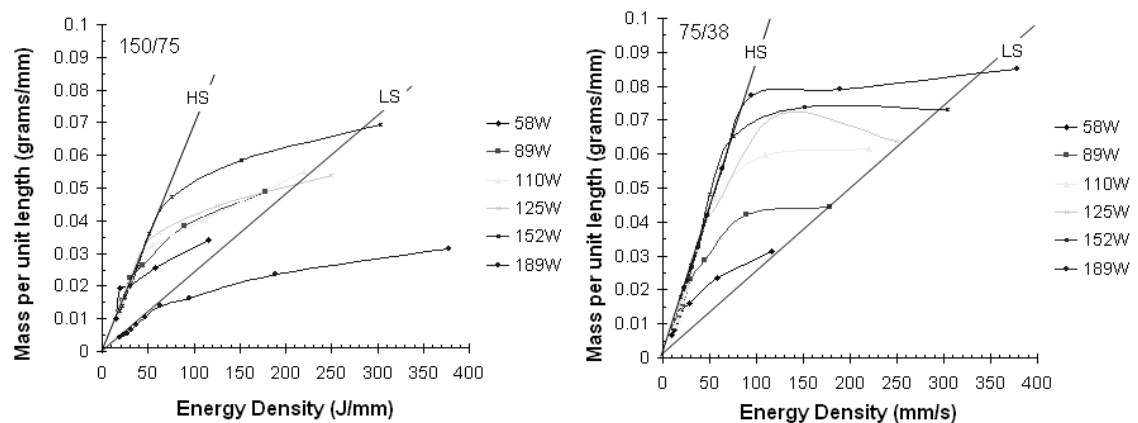 150/75
Mass per unit length (grams/mm)
0.1
0.09
0.08
0.07
0.06
0.05
0.04
0.03
0.02
0.01
0
0 50 100 150 200 250 300 350 400
Energy Density (J/mm)
HS
LS
58W
89W
110W
125W
152W
189W
75/38
Mass per unit length (grams/mm)
0.1
0.09
0.08
0.07
0.06
0.05
0.04
0.03
0.02
0.01
0
0 50 100 150 200 250 300 350 400
Energy Density (mm/s)
HS
LS
58W
89W
110W
125W
152W
189W